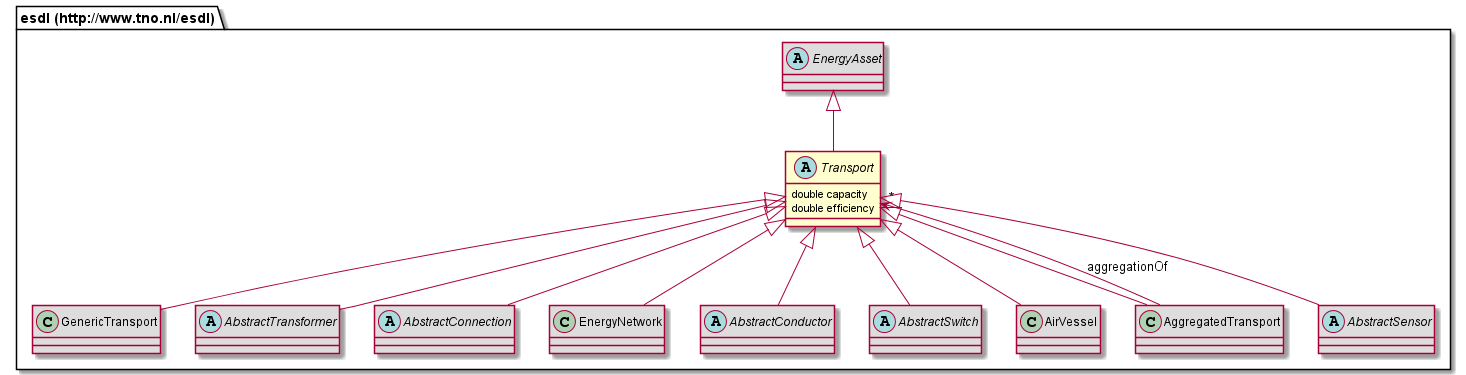 esdl (http://www.tno.nl/esdl)
A EnergyAsset
A Transport
double capacity
double efficiency
*
aggregationOf
C GenericTransport
A AbstractTransformer
A AbstractConnection
C EnergyNetwork
A AbstractConductor
A AbstractSwitch
C AirVessel
C AggregatedTransport
A AbstractSensor